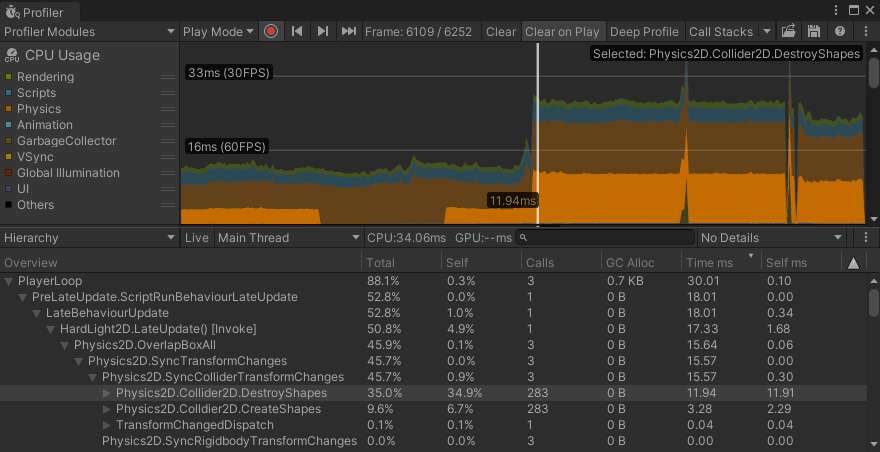 Profiler
Profiler Modules Play Mode Frame: 6109 / 6252 Clear Clear on Play Deep Profile Call Stacks
CPU Usage
Selected: Physics2D.Collider2D.DestroyShapes
Rendering
Scripts
Physics
Animation
GarbageCollector
VSync
Global Illumination
UI
Others
33ms (30FPS)
16ms (60FPS)
11.94ms
Hierarchy Live Main Thread CPU:34.06ms GPU:--ms No Details
Overview Total Self Calls GC Alloc Time ms Self ms
PlayerLoop 88.1% 0.3% 3 0.7 KB 30.01 0.10
PreLateUpdate.ScriptRunBehaviourLateUpdate 52.8% 0.0% 1 0 B 18.01 0.00
LateBehaviourUpdate 52.8% 1.0% 1 0 B 18.01 0.34
HardLight2D.LateUpdate() [Invoke] 50.8% 4.9% 1 0 B 17.33 1.68
Physics2D.OverlapBoxAll 45.9% 0.1% 3 0 B 15.64 0.06
Physics2D.SyncTransformChanges 45.7% 0.0% 3 0 B 15.57 0.00
Physics2D.SyncColliderTransformChanges 45.7% 0.9% 3 0 B 15.57 0.30
Physics2D.Collider2D.DestroyShapes 35.0% 34.9% 283 0 B 11.94 11.91
Physics2D.Colldier2D.CreateShapes 9.6% 6.7% 283 0 B 3.28 2.29
TransformChangedDispatch 0.1% 0.1% 1 0 B 0.04 0.04
Physics2D.SyncRigidbodyTransformChanges 0.0% 0.0% 3 0 B 0.00 0.00